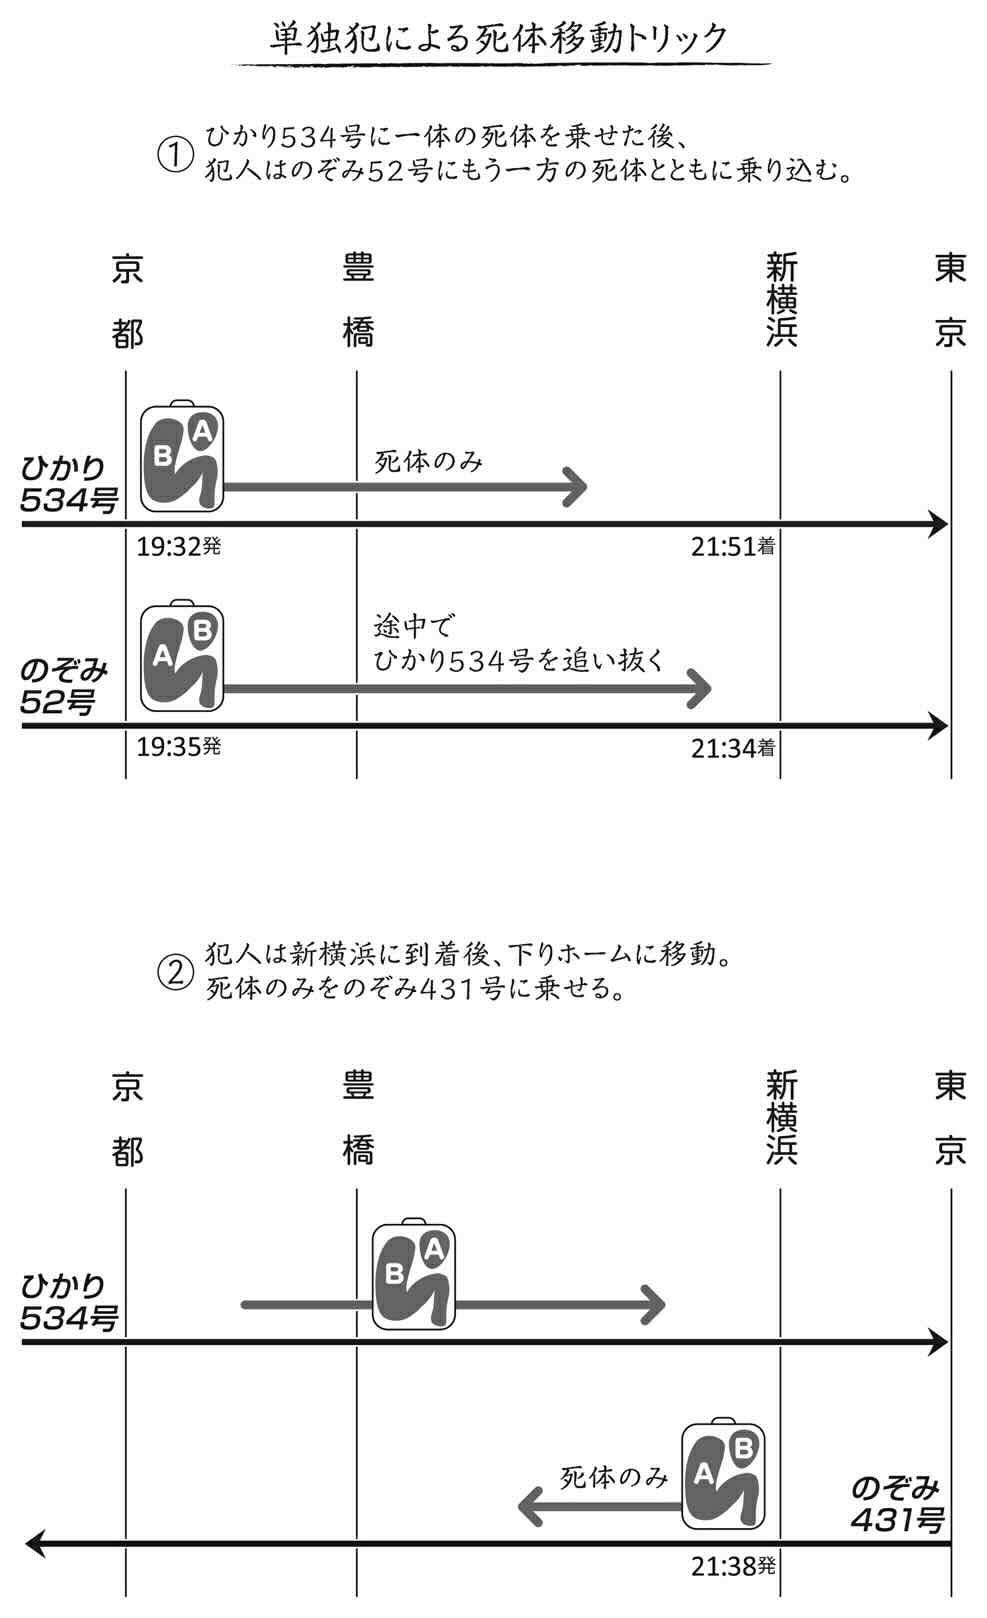 単独犯による死体移動トリック
① ひかり534号に一体の死体を乗せた後、
犯人はのぞみ52号にもう一方の死体とともに乗り込む。
京都
豊橋
新横浜
東京
ひかり
534号
B
A
死体のみ
19:32発
21:51着
のぞみ
52号
A
B
途中で
ひかり534号を追い抜く
19:35発
21:34着
② 犯人は新横浜に到着後、下りホームに移動。
死体のみをのぞみ431号に乗せる。
京都
豊橋
新横浜
東京
ひかり
534号
B
A
死体のみ
A
B
のぞみ
431号
21:38発